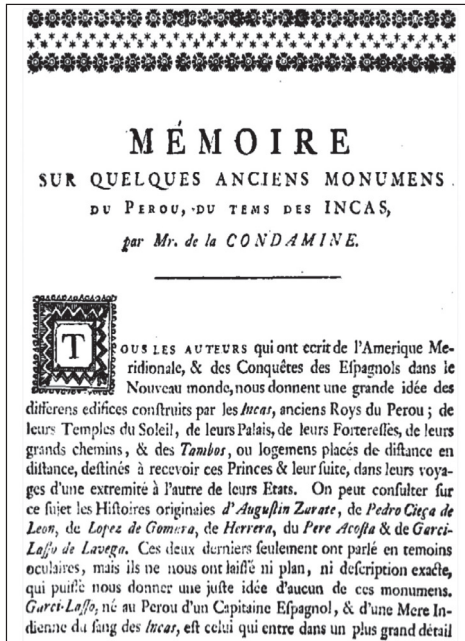 MÉMOIRE
SUR QUELQUES ANCIENS MONUMENS
DU PEROU, DU TEMS DES INCAS,
par Mr. de la CONDAMINE.
TOUS LES AUTEURS qui ont ecrit de l'Amerique Me-
ridionale, & des Conquêtes des Eſpagnols dans le
Nouveau monde, nous donnent une grande idée des
differens edifices conſtruits par les Incas, anciens Roys du Perou; de
leurs Temples du Soleil, de leurs Palais, de leurs Fortereſſes, de leurs
grands chemins, & des Tambos, ou logemens placés de diſtance en
diſtance, deſtinés à recevoir ces Princes & leur ſuite, dans leurs voya-
ges d'une extremité à l'autre de leurs Etats. On peut conſulter ſur
ce ſujet les Hiſtoires originales d'Auguſtin Zarate, de Pedro Cieça de
Leon, de Lopez de Gomara, de Herrera, du Pere Acoſta & de Garci-
Laſſo de Lavega. Ces deux derniers ſeulement ont parlé en temoins
oculaires, mais ils ne nous ont laiſſé ni plan, ni deſcription exacte,
qui puiſſe nous donner une juſte idée d'aucun de ces monumens.
Garci-Laſſo, né au Perou d'un Capitaine Eſpagnol, & d'une Mere In-
dienne du ſang des Incas, eſt celui qui entre dans un plus grand détail